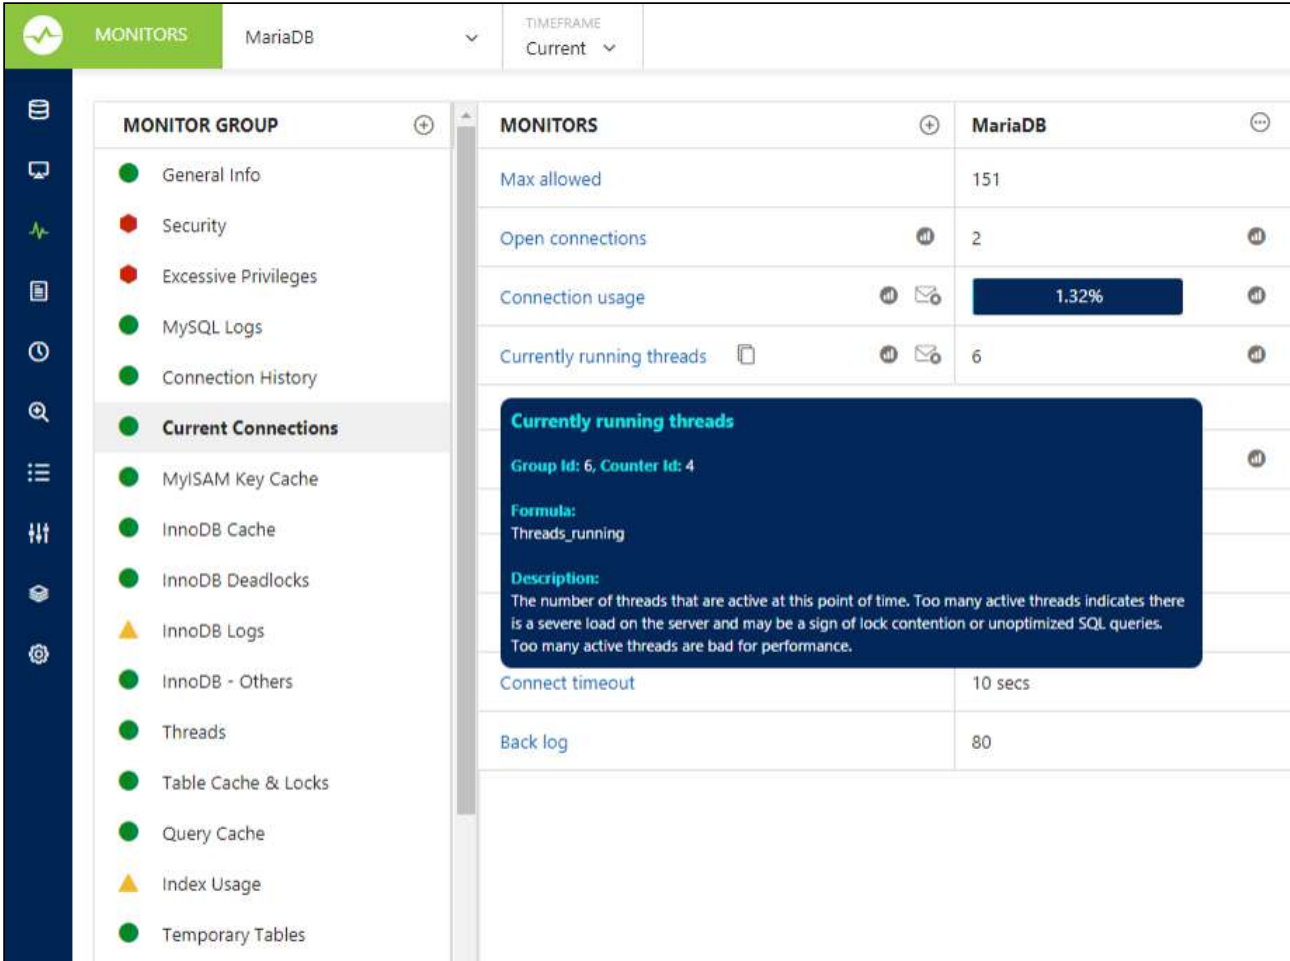 MONITORS
MariaDB
TIMEFRAME
Current
MONITOR GROUP
General Info
Security
Excessive Privileges
MySQL Logs
Connection History
Current Connections
MyISAM Key Cache
InnoDB Cache
InnoDB Deadlocks
InnoDB Logs
InnoDB - Others
Threads
Table Cache & Locks
Query Cache
Index Usage
Temporary Tables
MONITORS
MariaDB
Max allowed
151
Open connections
2
Connection usage
1.32%
Currently running threads
6
Currently running threads
Group Id: 6, Counter Id: 4
Formula:
Threads_running
Description:
The number of threads that are active at this point of time. Too many active threads indicates there
is a severe load on the server and may be a sign of lock contention or unoptimized SQL queries.
Too many active threads are bad for performance.
Connect timeout
10 secs
Back log
80